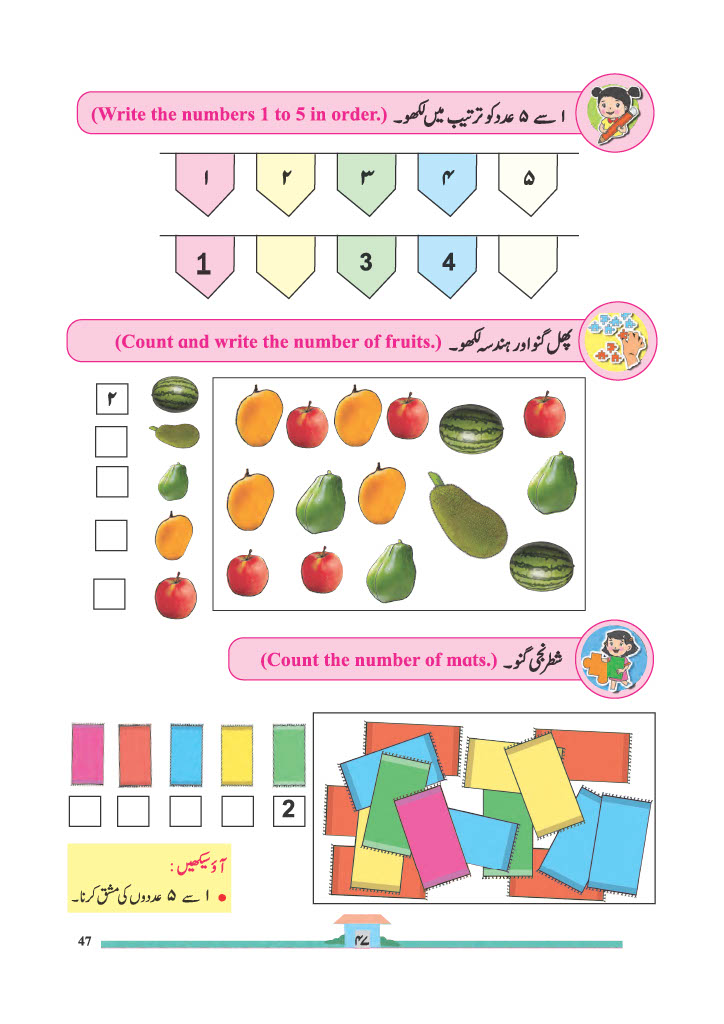 (Write the numbers 1 to 5 in order.) ۱ سے ۵ عدد کو ترتیب میں لکھو۔
۱ ۲ ۳ ۴ ۵
1 3 4
(Count and write the number of fruits.) پھل گنو اور ہندسہ لکھو۔
۲
(Count the number of mats.) شطرنجی گنو۔
2
آؤ سیکھیں :
• ۱ سے ۵ عددوں کی مشق کرنا۔
47
۴۷